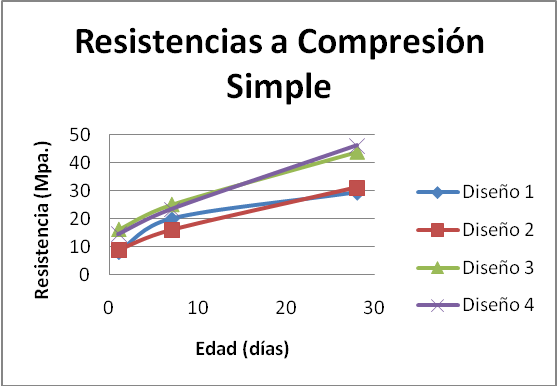 Resistencias a Compresión
Simple
Resistencia (Mpa.)
50
40
30
20
10
0
0 10 20 30
Edad (días)
Diseño 1
Diseño 2
Diseño 3
Diseño 4